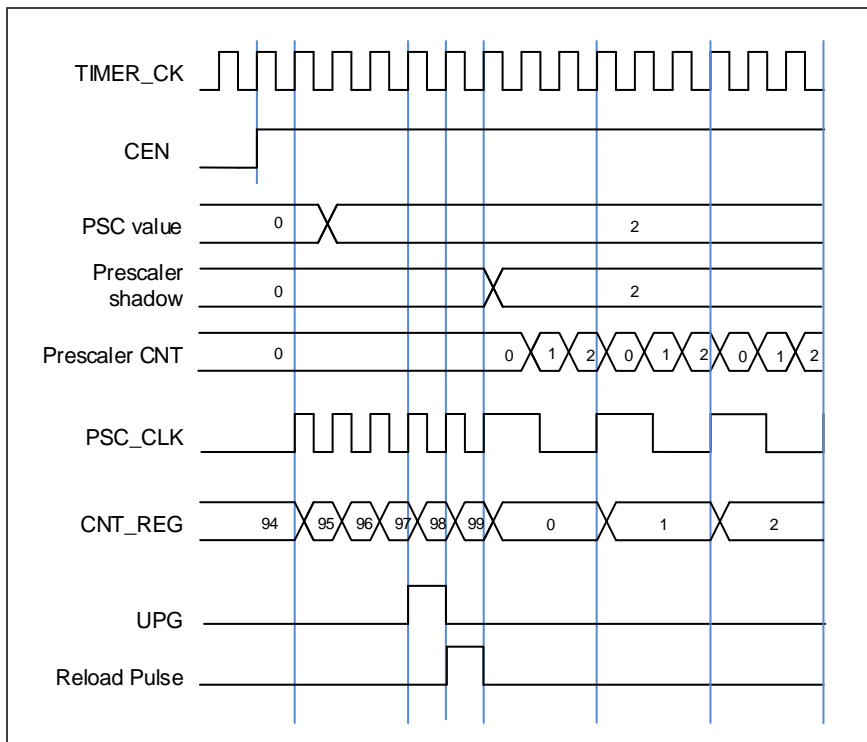 TIMER_CK
CEN
PSC value 0 2
Prescaler
shadow 0 2
Prescaler CNT 0 0 1 2 0 1 2 0 1 2
PSC_CLK
CNT_REG 94 95 96 97 98 99 0 1 2
UPG
Reload Pulse